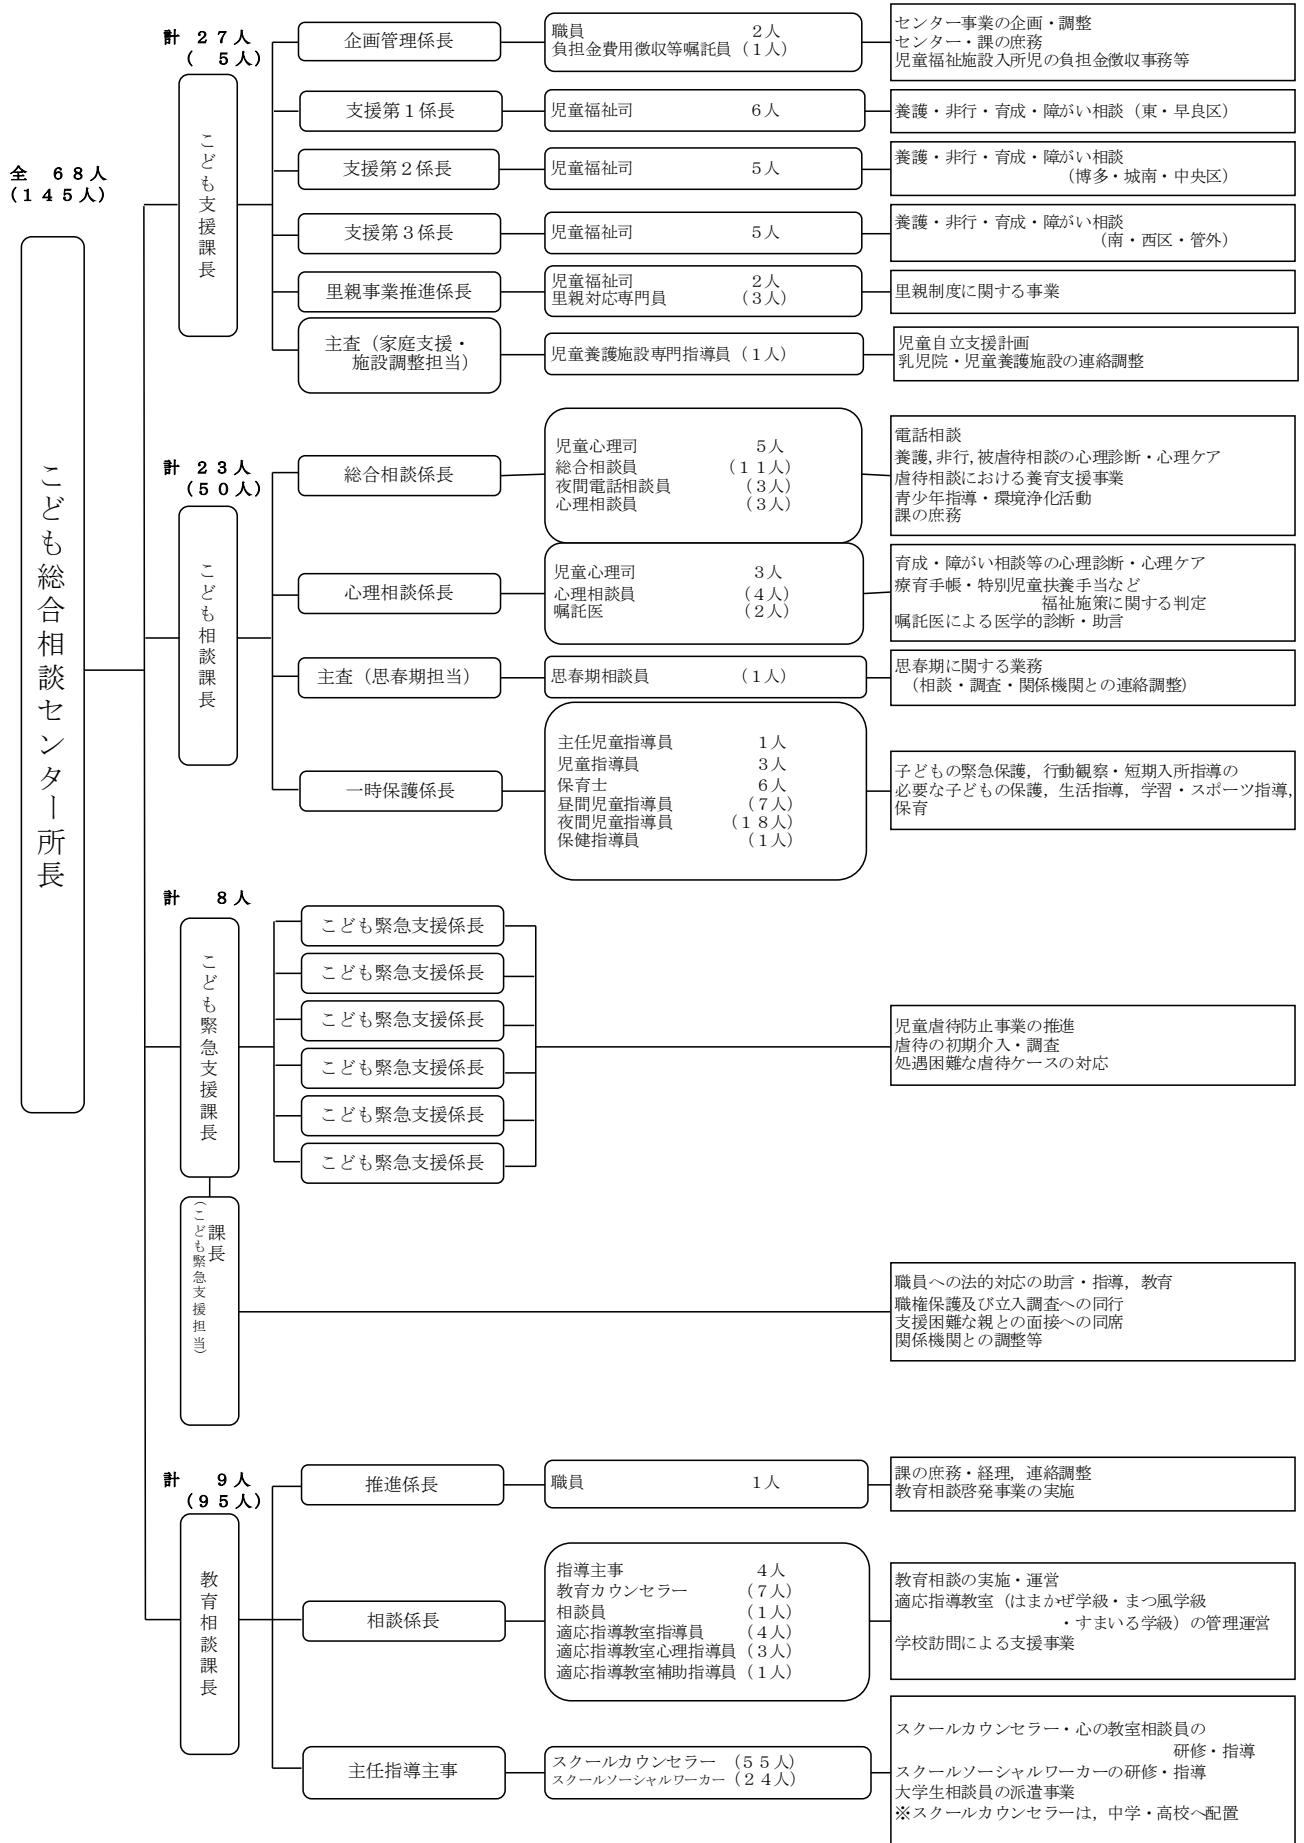 全　６８人
(１４５人)
こども総合相談センター所長
計 ２７人
(　５人)
こども支援課長
企画管理係長
職員　２人
負担金費用徴収等嘱託員（１人）
センター事業の企画・調整
センター・課の庶務
児童福祉施設入所児の負担金徴収事務等
支援第１係長
児童福祉司　６人
養護・非行・育成・障がい相談（東・早良区）
支援第２係長
児童福祉司　５人
養護・非行・育成・障がい相談
（博多・城南・中央区）
支援第３係長
児童福祉司　５人
養護・非行・育成・障がい相談
（南・西区・管外）
里親事業推進係長
児童福祉司　２人
里親対応専門員　（３人）
里親制度に関する事業
主査（家庭支援・
施設調整担当）
児童養護施設専門指導員（１人）
児童自立支援計画
乳児院・児童養護施設の連絡調整
計 ２３人
(５０人)
こども相談課長
総合相談係長
児童心理司　５人
総合相談員　（１１人）
夜間電話相談員　（３人）
心理相談員　（３人）
電話相談
養護,非行,被虐待相談の心理診断・心理ケア
虐待相談における養育支援事業
青少年指導・環境浄化活動
課の庶務
心理相談係長
児童心理司　３人
心理相談員　（４人）
嘱託医　（２人）
育成・障がい相談等の心理診断・心理ケア
療育手帳・特別児童扶養手当など
福祉施策に関する判定
嘱託医による医学的診断・助言
主査（思春期担当）
思春期相談員　（１人）
思春期に関する業務
（相談・調査・関係機関との連絡調整）
一時保護係長
主任児童指導員　１人
児童指導員　３人
保育士　６人
昼間児童指導員　（７人）
夜間児童指導員　（１８人）
保健指導員　（１人）
子どもの緊急保護，行動観察・短期入所指導の
必要な子どもの保護，生活指導，学習・スポーツ指導，
保育
計　８人
こども緊急支援課長
こども緊急支援係長
こども緊急支援係長
こども緊急支援係長
こども緊急支援係長
こども緊急支援係長
こども緊急支援係長
児童虐待防止事業の推進
虐待の初期介入・調査
処遇困難な虐待ケースの対応
課長
（こども緊急支援担当）
職員への法的対応の助言・指導，教育
職権保護及び立入調査への同行
支援困難な親との面接への同席
関係機関との調整等
計　９人
(９５人)
教育相談課長
推進係長
職員　１人
課の庶務・経理，連絡調整
教育相談啓発事業の実施
相談係長
指導主事　４人
教育カウンセラー　（７人）
相談員　（１人）
適応指導教室指導員　（４人）
適応指導教室心理指導員（３人）
適応指導教室補助指導員（１人）
教育相談の実施・運営
適応指導教室（はまかぜ学級・まつ風学級
・すまいる学級）の管理運営
学校訪問による支援事業
主任指導主事
スクールカウンセラー　（５５人）
スクールソーシャルワーカー（２４人）
スクールカウンセラー・心の教室相談員の
研修・指導
スクールソーシャルワーカーの研修・指導
大学生相談員の派遣事業
※スクールカウンセラーは，中学・高校へ配置